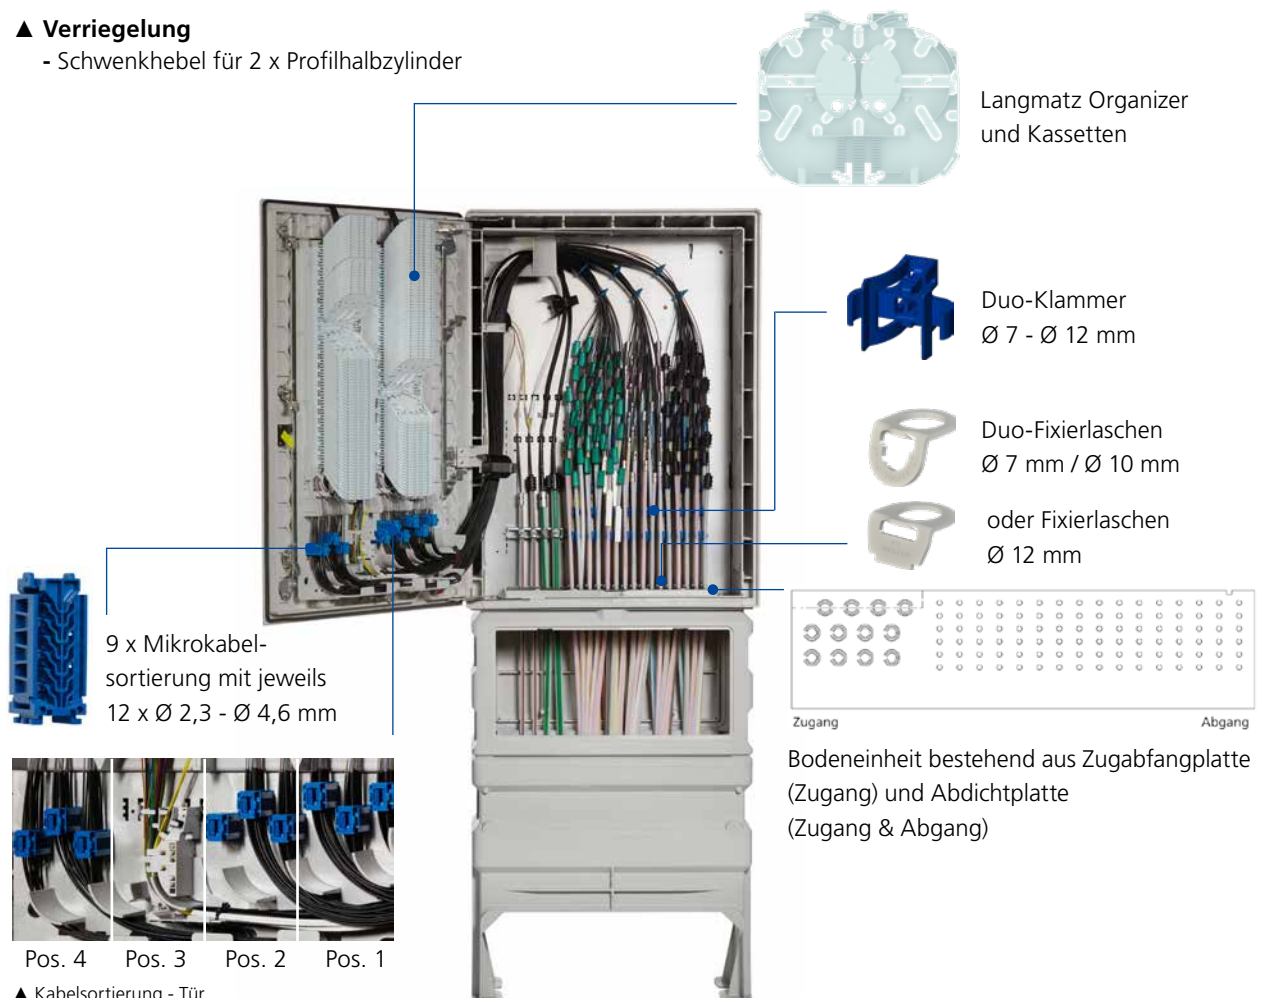 ▲ Verriegelung
- Schwenkhebel für 2 x Profilhalbzylinder
Langmatz Organizer
und Kassetten
Duo-Klammer
Ø 7 - Ø 12 mm
Duo-Fixierlaschen
Ø 7 mm / Ø 10 mm
oder Fixierlaschen
Ø 12 mm
9 x Mikrokabel-
sortierung mit jeweils
12 x Ø 2,3 - Ø 4,6 mm
Zugang
Abgang
Bodeneinheit bestehend aus Zugabfangplatte
(Zugang) und Abdichtplatte
(Zugang & Abgang)
Pos. 4
Pos. 3
Pos. 2
Pos. 1
▲ Kabelsortierung - Tür